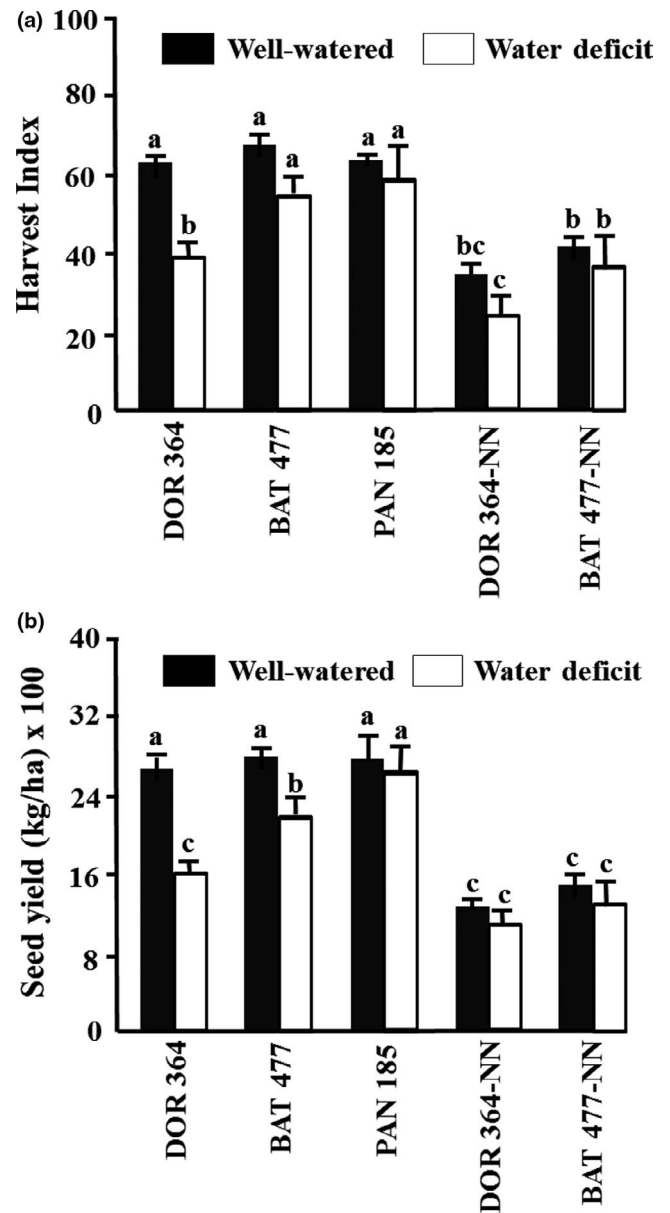 (a)
Well-watered Water deficit
Harvest Index
100
80
60
40
20
0
a b a a a a bc c b b
DOR 364
BAT 477
PAN 185
DOR 364-NN
BAT 477-NN
(b)
Well-watered Water deficit
Seed yield (kg/ha) x 100
40
32
24
16
8
0
a c a b a a c c c c
DOR 364
BAT 477
PAN 185
DOR 364-NN
BAT 477-NN